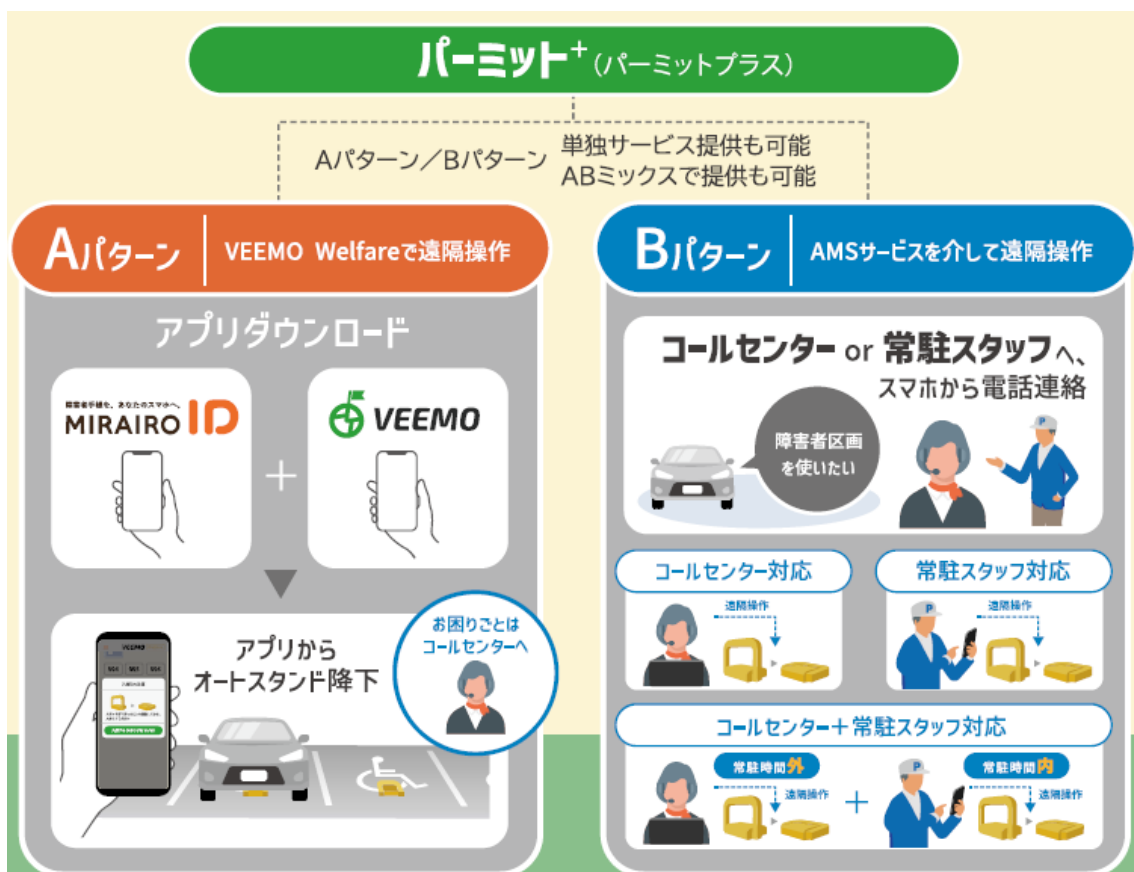 パーミット+(パーミットプラス)
Aパターン/Bパターン
単独サービス提供も可能
ABミックスで提供も可能
Aパターン
VEEMO Welfareで遠隔操作
アプリダウンロード
障害者手帳を、あなたのスマホへ。
MIRAIRO ID
+
VEEMO
アプリから
オートスタンド降下
お困りごとは
コールセンターへ
VEEMO
Bパターン
AMSサービスを介して遠隔操作
コールセンター or 常駐スタッフへ、
スマホから電話連絡
障害者区画
を使いたい
P
コールセンター対応
遠隔操作
常駐スタッフ対応
P
遠隔操作
コールセンター+常駐スタッフ対応
常駐時間外
遠隔操作
+
P
常駐時間内
遠隔操作